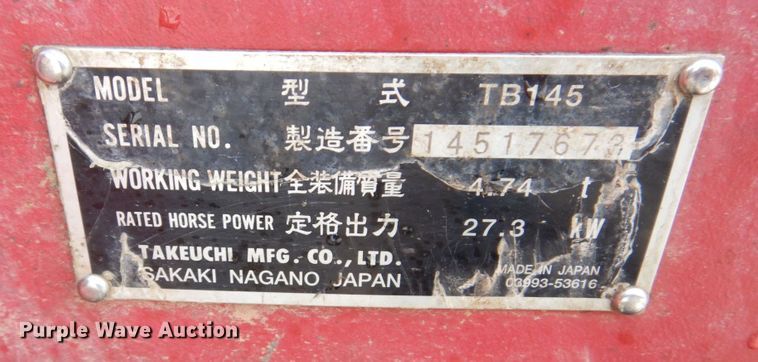 MODEL 型 式 TB145
SERIAL NO. 製造番号 14517673
WORKING WEIGHT 全装備質量 4.74 t
RATED HORSE POWER 定格出力 27.3 kW
TAKEUCHI MFG. CO., LTD.
SAKAKI NAGANO JAPAN
MADE IN JAPAN
03993-53616
Purple Wave Auction